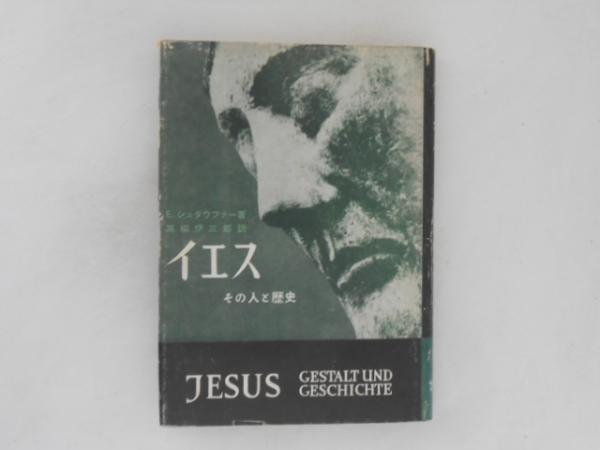 E. シュタウファー著
高柳伊三郎訳
イエス
その人と歴史
JESUS GESTALT UND
GESCHICHTE